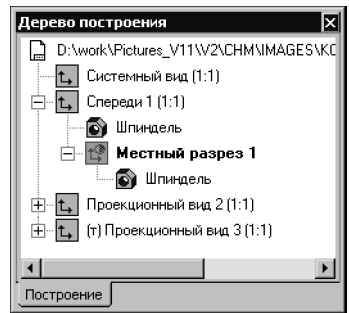 Дерево построения
D:\work\Pictures_V11\V2\CHM\IMAGES\КС
Системный вид (1:1)
Спереди 1 (1:1)
Шпиндель
Местный разрез 1
Шпиндель
Проекционный вид 2 (1:1)
(т) Проекционный вид 3 (1:1)
Построение